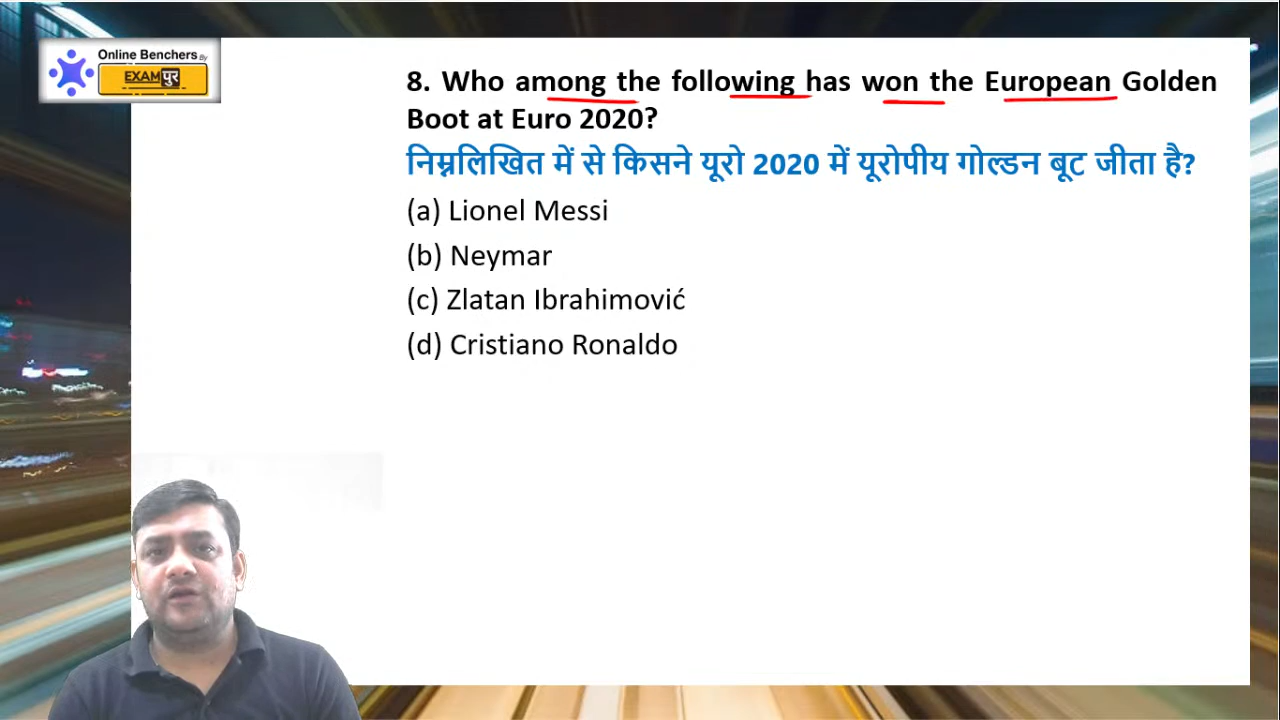 Online Benchers By
EXAMपुर
8. Who among the following has won the European Golden
Boot at Euro 2020?
निम्नलिखित में से किसने यूरो 2020 में यूरोपीय गोल्डन बूट जीता है?
(a) Lionel Messi
(b) Neymar
(c) Zlatan Ibrahimović
(d) Cristiano Ronaldo